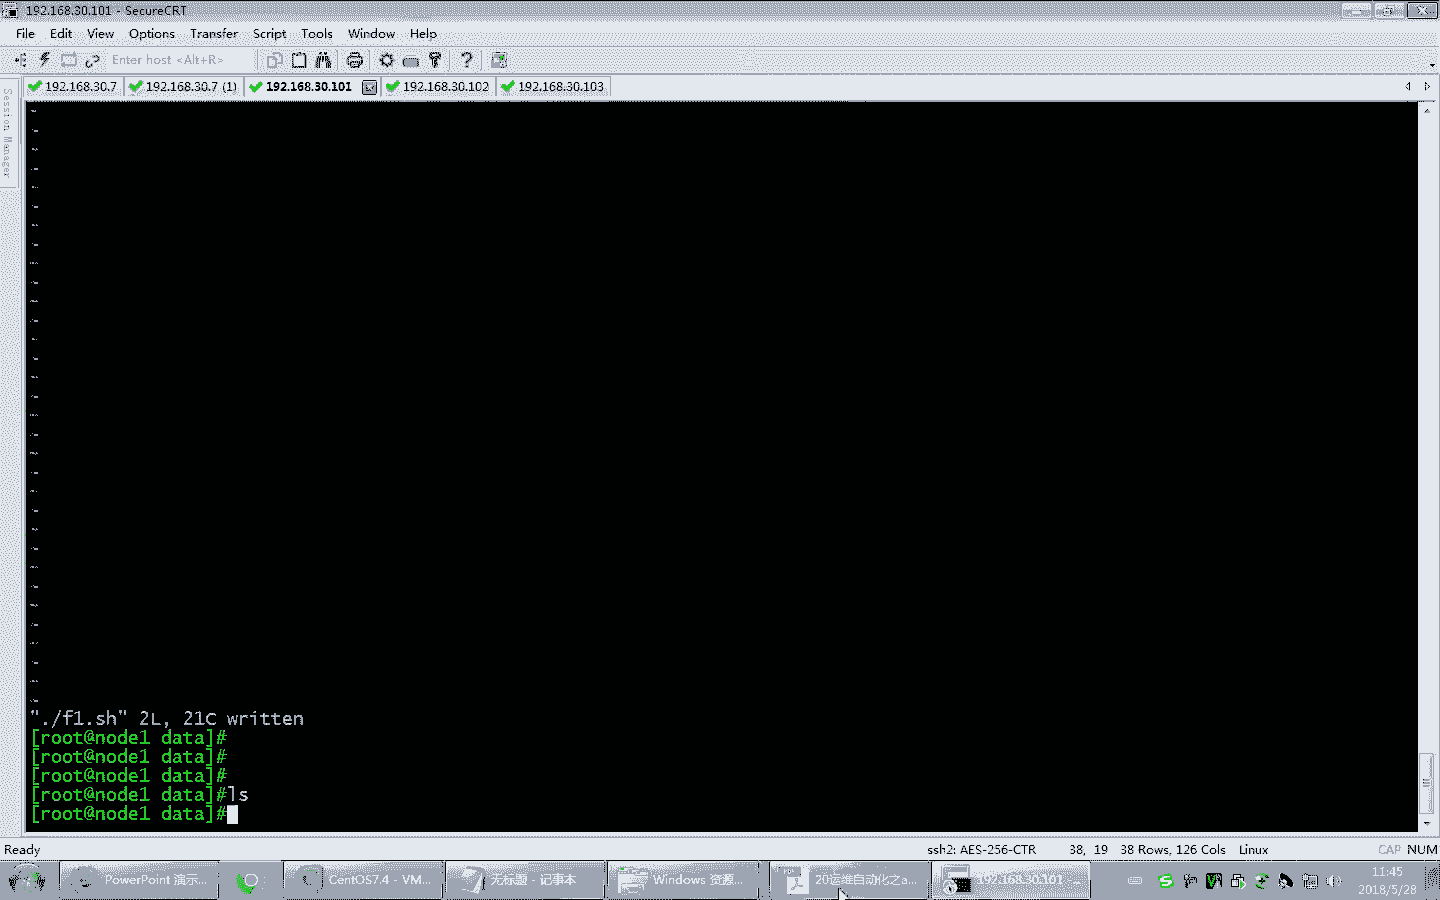 192.168.30.101 - SecureCRT
File Edit View Options Transfer Script Tools Window Help
Enter host <Alt+R>
192.168.30.7 192.168.30.7 (1) 192.168.30.101 192.168.30.102 192.168.30.103
Session Manager
"./f1.sh" 2L, 21C written
[root@node1 data]#
[root@node1 data]#
[root@node1 data]#
[root@node1 data]#ls
[root@node1 data]#
Ready ssh2: AES-256-CTR 38, 19 38 Rows, 126 Cols Linux CAP NUM
PowerPoint 演示... CentOS7.4 - VM... 无标题 - 记事本 Windows 资源... 20运维自动化之a... 192.168.30.101 -... 11:45
2018/5/28